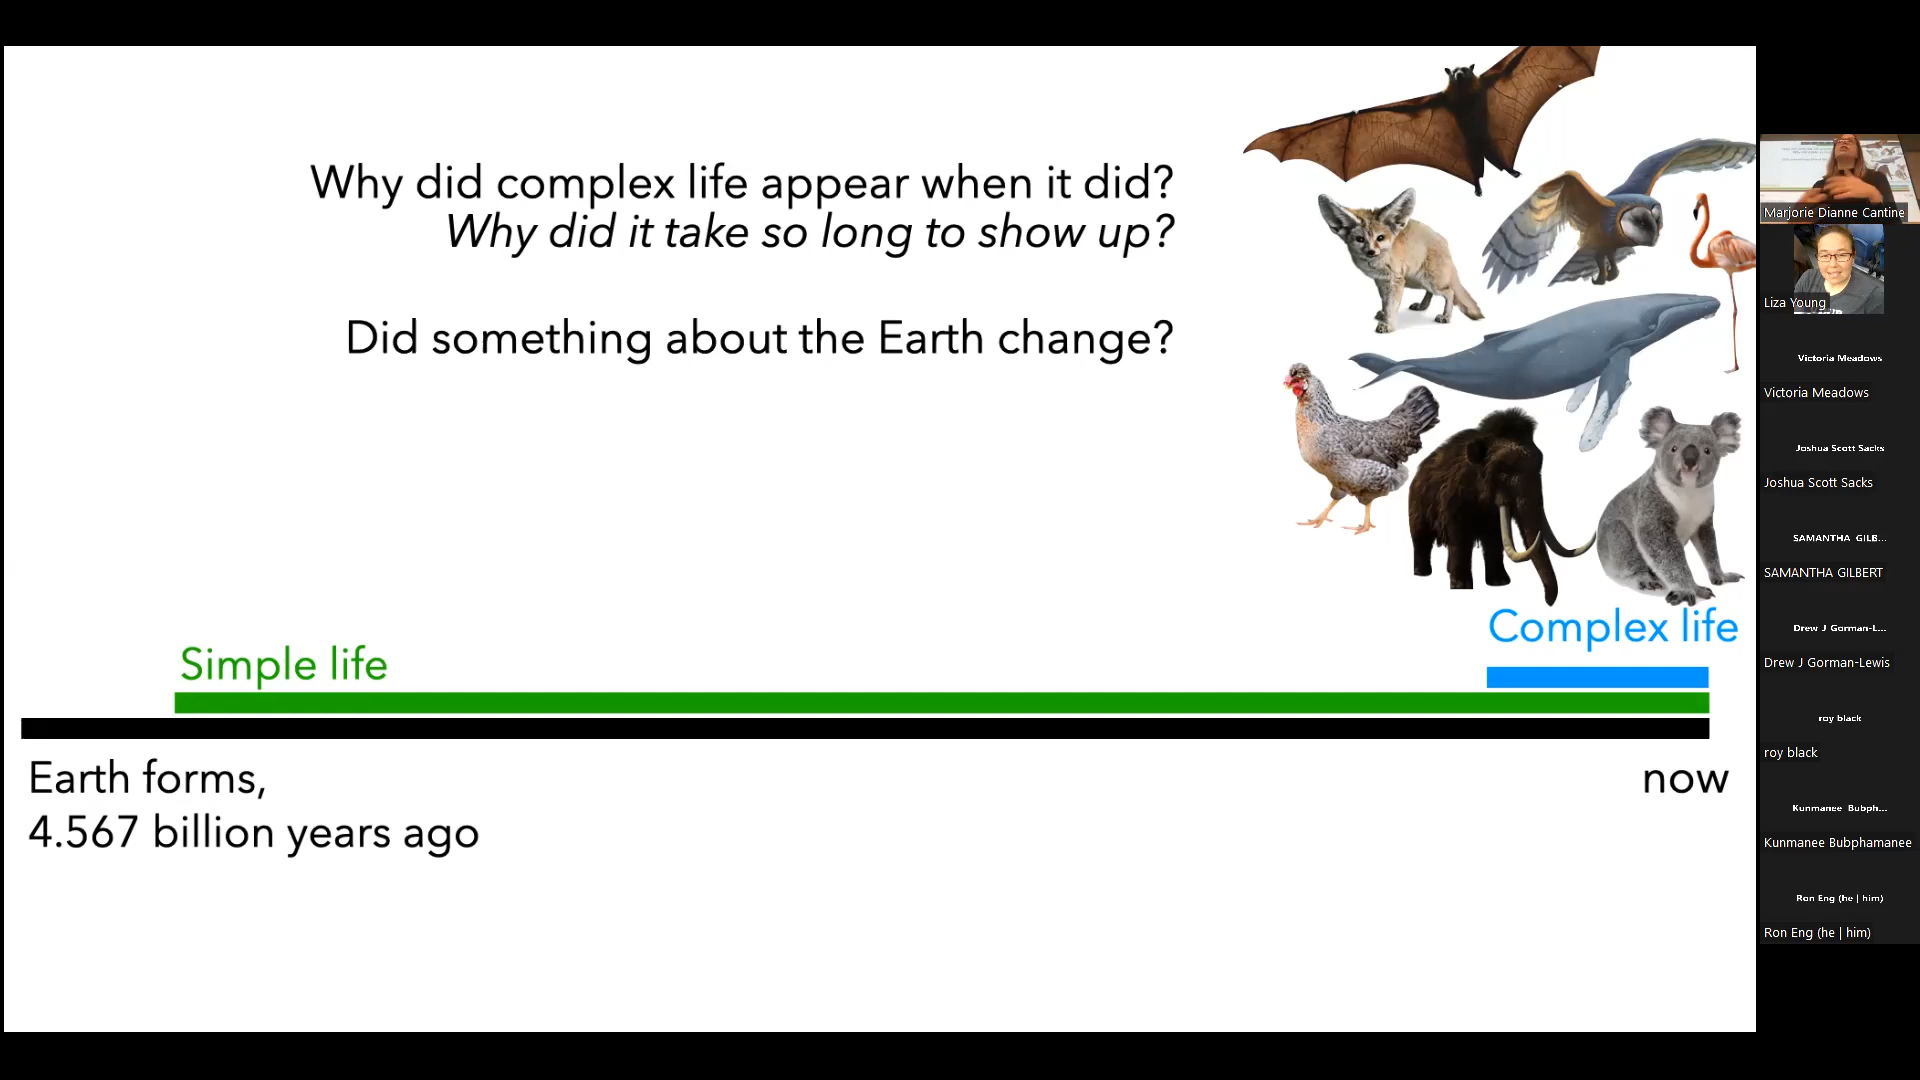 Why did complex life appear when it did?
Why did it take so long to show up?
Did something about the Earth change?
Complex life
Simple life
Earth forms,
4.567 billion years ago
now
Marjorie Dianne Cantine
Liza Young
Victoria Meadows
Victoria Meadows
Joshua Scott Sacks
Joshua Scott Sacks
SAMANTHA GILB...
SAMANTHA GILBERT
Drew J Gorman-L...
Drew J Gorman-Lewis
roy black
roy black
Kunmanee Bubph...
Kunmanee Bubphamanee
Ron Eng (he | him)
Ron Eng (he | him)